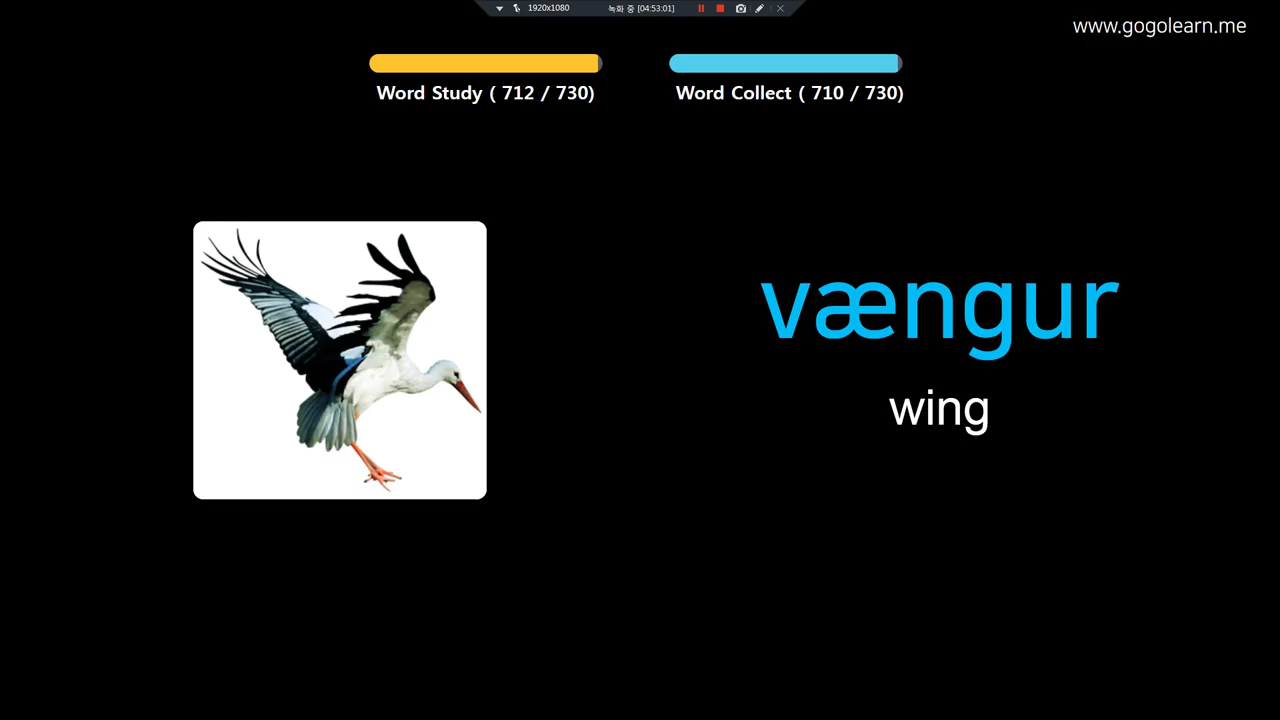 1920x1080 녹화 중 [04:53:01]
www.gogolearn.me
Word Study ( 712 / 730) Word Collect ( 710 / 730)
vængur
wing